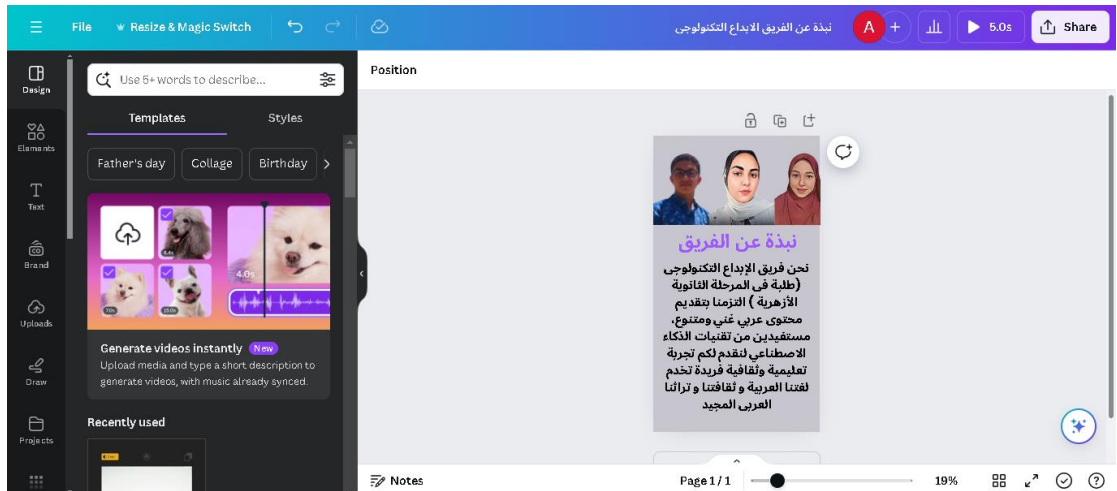 File
Resize & Magic Switch
نبذة عن الفريق الابداع التكنولوجى
A
+
5.0s
Share
Design
Elements
Text
Brand
Uploads
Draw
Projects
Use 5+ words to describe...
Templates
Styles
Father's day
Collage
Birthday
4.0s
Generate videos instantly New
Upload media and type a short description to
generate videos, with music already synced.
Recently used
Position
نبذة عن الفريق
نحن فريق الإبداع التكنولوجى
(طلبة فى المرحلة الثانوية
الأزهرية ) التزمنا بتقديم
محتوى عربي غني ومتنوع،
مستفيدين من تقنيات الذكاء
الاصطناعي لنقدم لكم تجربة
تعليمية وثقافية فريدة تخدم
لغتنا العربية و ثقافتنا و تراثنا
العربى المجيد
Notes
Page 1 / 1
19%